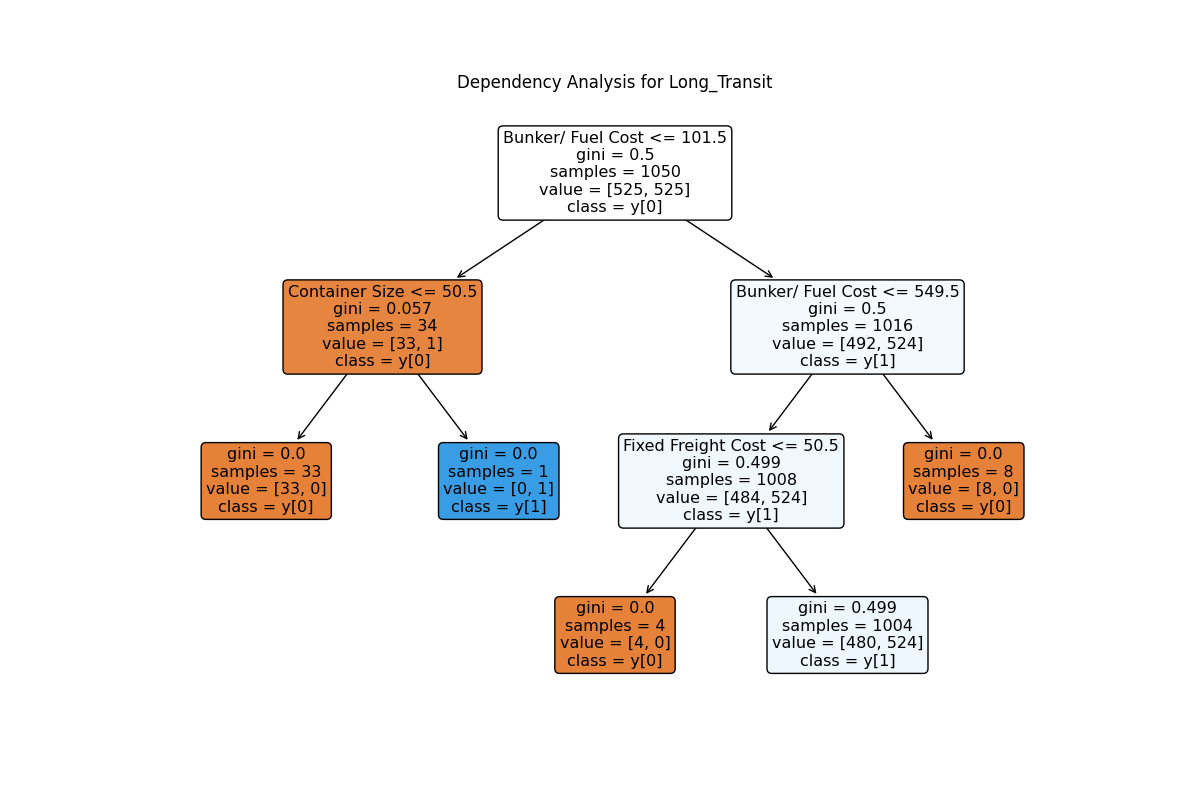 Dependency Analysis for Long_Transit
Bunker/ Fuel Cost <= 101.5
gini = 0.5
samples = 1050
value = [525, 525]
class = y[0]
Container Size <= 50.5
gini = 0.057
samples = 34
value = [33, 1]
class = y[0]
Bunker/ Fuel Cost <= 549.5
gini = 0.5
samples = 1016
value = [492, 524]
class = y[1]
gini = 0.0
samples = 33
value = [33, 0]
class = y[0]
gini = 0.0
samples = 1
value = [0, 1]
class = y[1]
Fixed Freight Cost <= 50.5
gini = 0.499
samples = 1008
value = [484, 524]
class = y[1]
gini = 0.0
samples = 8
value = [8, 0]
class = y[0]
gini = 0.0
samples = 4
value = [4, 0]
class = y[0]
gini = 0.499
samples = 1004
value = [480, 524]
class = y[1]